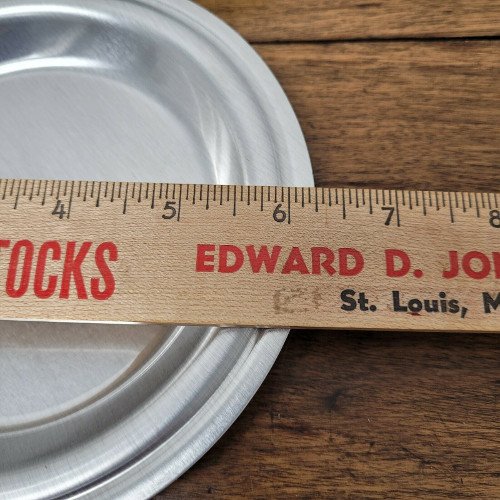 4 5 6 7 8
TOCKS EDWARD D. JO
St. Louis, M